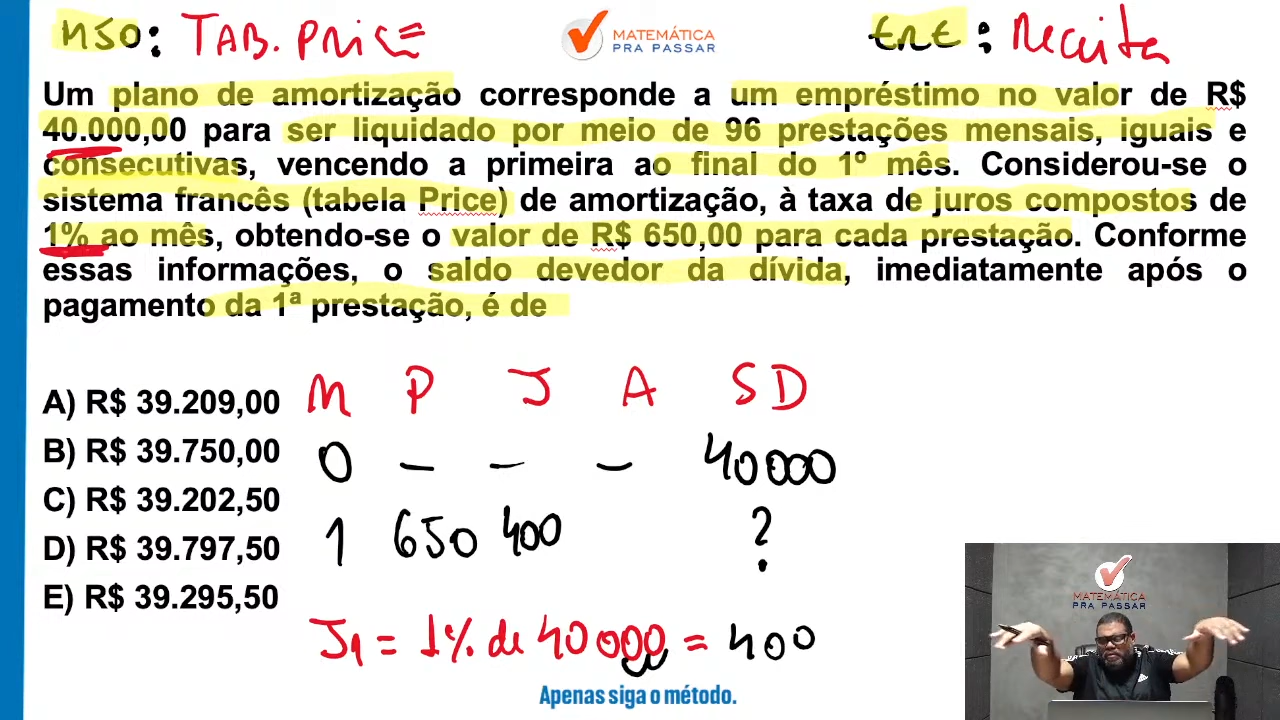 MSO: TAB. PRICE
MATEMÁTICA
PRA PASSAR
: Receita
Um plano de amortização corresponde a um empréstimo no valor de R$
40.000,00 para ser liquidado por meio de 96 prestações mensais, iguais e
consecutivas, vencendo a primeira ao final do 1º mês. Considerou-se o
sistema francês (tabela Price) de amortização, à taxa de juros compostos de
1% ao mês, obtendo-se o valor de R$ 650,00 para cada prestação. Conforme
essas informações, o saldo devedor da dívida, imediatamente após o
pagamento da 1ª prestação, é de
M P J A SD
A) R$ 39.209,00
B) R$ 39.750,00
0 – – – 40000
C) R$ 39.202,50
D) R$ 39.797,50
1 650 400 ?
E) R$ 39.295,50
J1 = 1% de 40000 = 400
MATEMÁTICA
PRA PASSAR
Apenas siga o método.